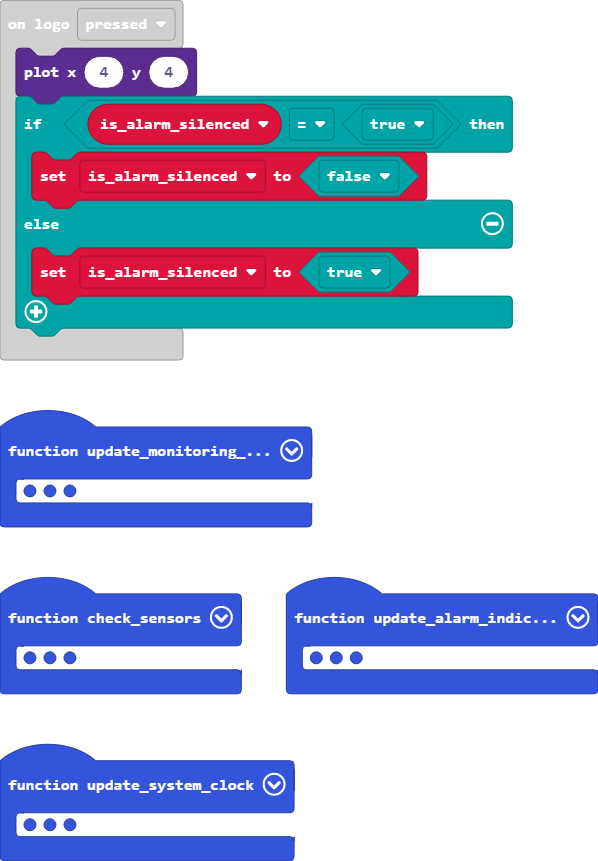 on logo pressed
plot x 4 y 4
if is_alarm_silenced = true then
set is_alarm_silenced to false
else
set is_alarm_silenced to true
function update_monitoring_...
function check_sensors
function update_alarm_indic...
function update_system_clock